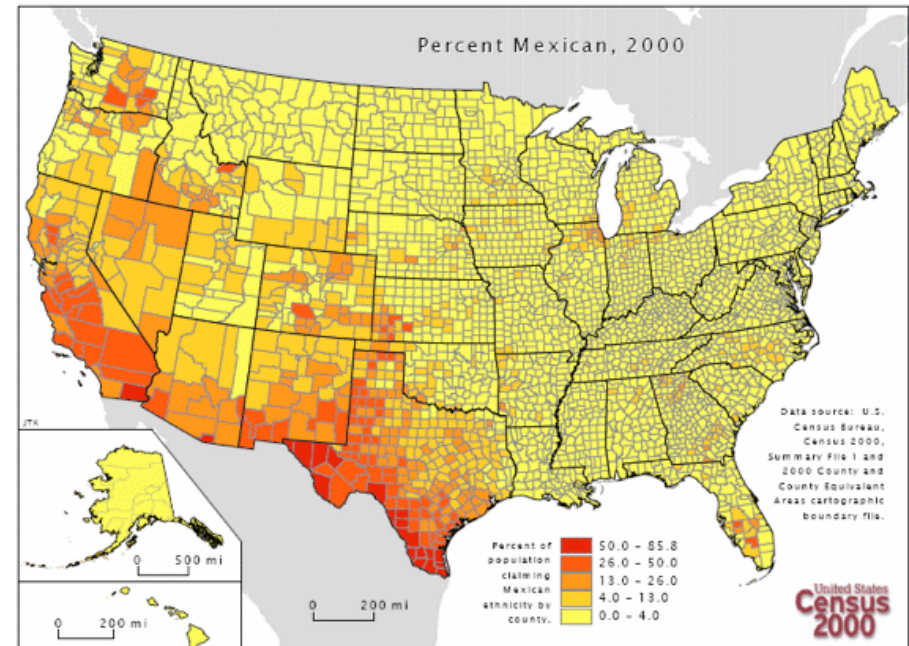 Percent Mexican, 2000
JTK
Data source: U.S.
Census Bureau,
Census 2000,
Summary File 1 and
2000 County and
County Equivalent
Areas cartographic
boundary file.
0 500 mi
0 200 mi
0 200 mi
Percent of
population
claiming
Mexican
ethnicity by
county.
50.0 - 85.8
26.0 - 50.0
13.0 - 26.0
4.0 - 13.0
0.0 - 4.0
United States
Census
2000